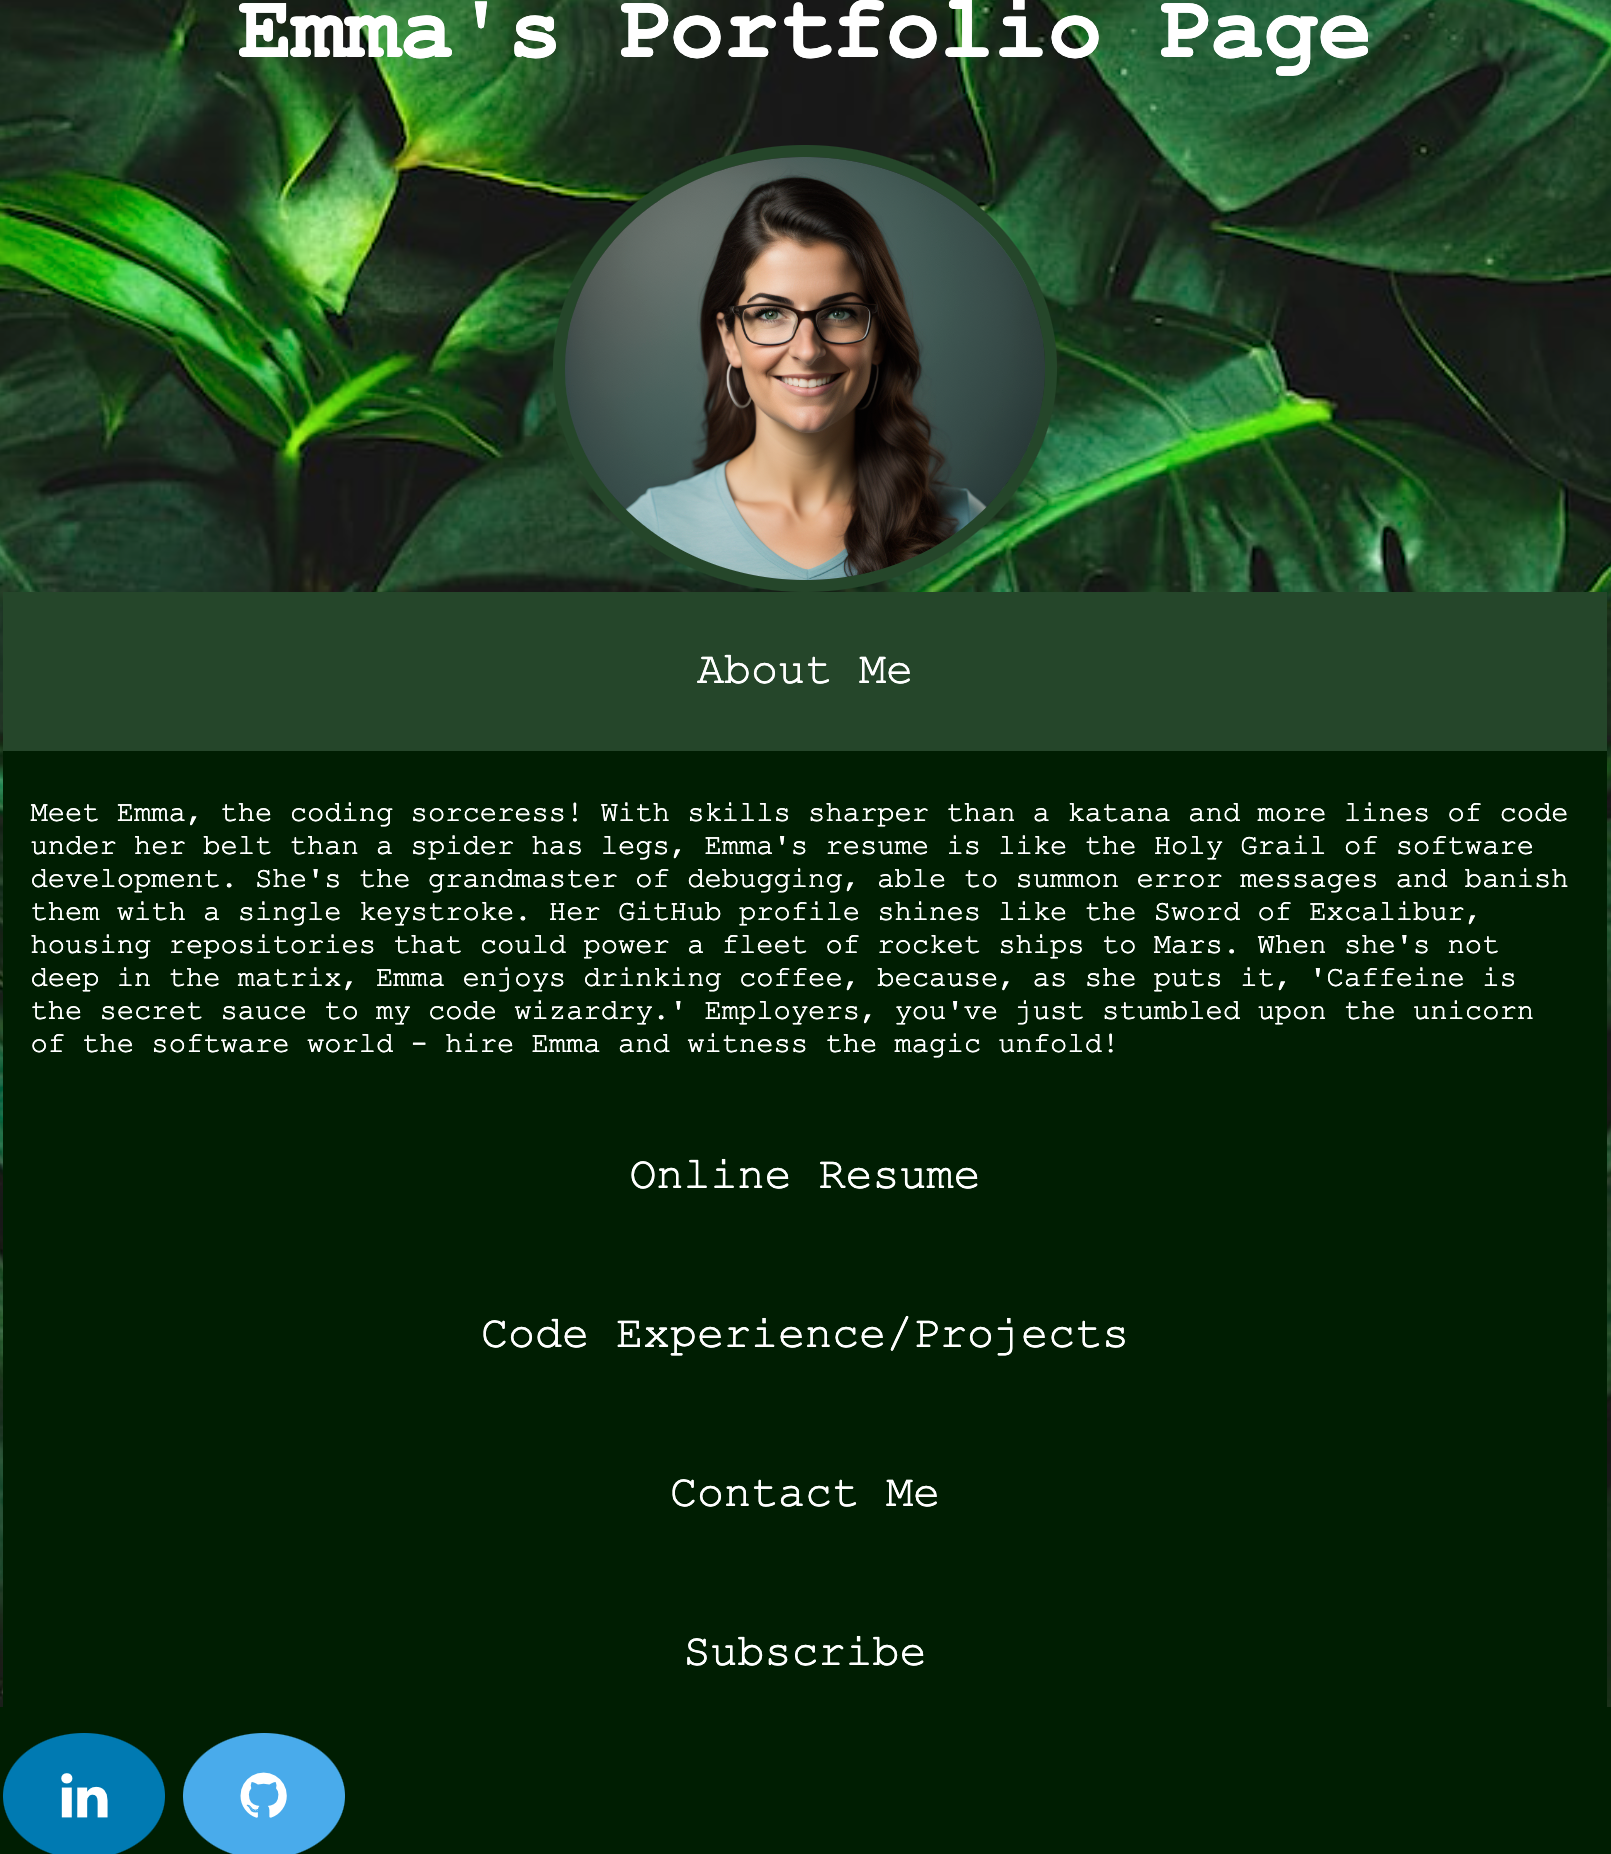 Emma's Portfolio Page
About Me
Meet Emma, the coding sorceress! With skills sharper than a katana and more lines of code
under her belt than a spider has legs, Emma's resume is like the Holy Grail of software
development. She's the grandmaster of debugging, able to summon error messages and banish
them with a single keystroke. Her GitHub profile shines like the Sword of Excalibur,
housing repositories that could power a fleet of rocket ships to Mars. When she's not
deep in the matrix, Emma enjoys drinking coffee, because, as she puts it, 'Caffeine is
the secret sauce to my code wizardry.' Employers, you've just stumbled upon the unicorn
of the software world - hire Emma and witness the magic unfold!
Online Resume
Code Experience/Projects
Contact Me
Subscribe
in